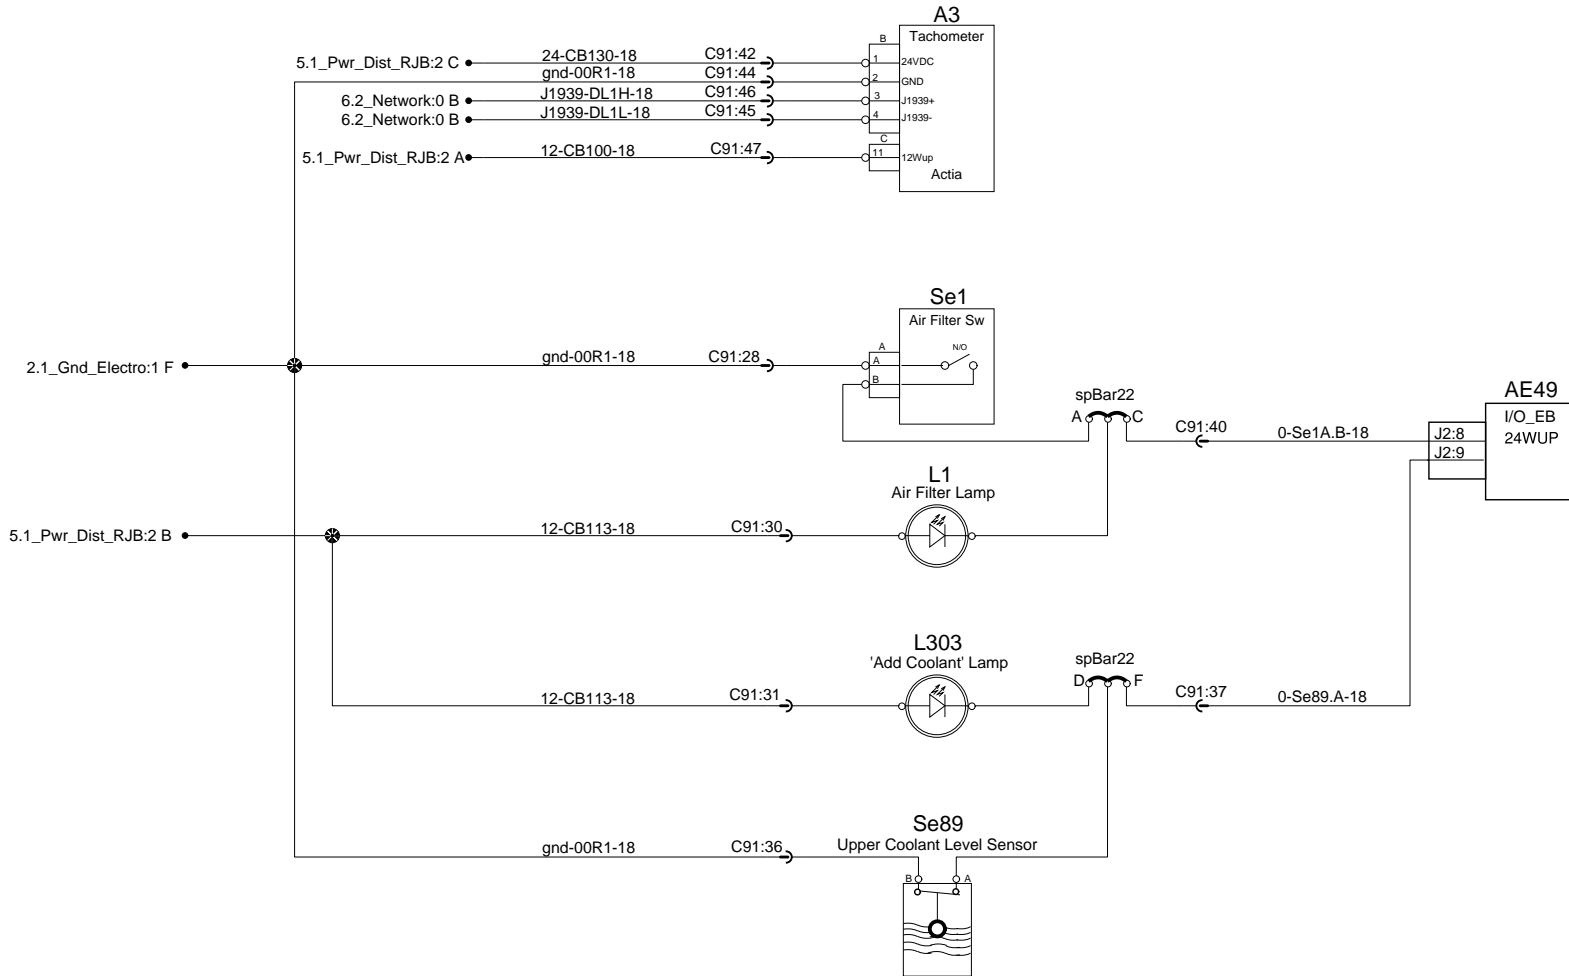 A3
B
Tachometer
5.1_Pwr_Dist_RJB:2 C
24-CB130-18
C91:42
1
24VDC
gnd-00R1-18
C91:44
2
GND
6.2_Network:0 B
J1939-DL1H-18
C91:46
3
J1939+
6.2_Network:0 B
J1939-DL1L-18
C91:45
4
J1939-
C
5.1_Pwr_Dist_RJB:2 A
12-CB100-18
C91:47
11
12Wup
Actia
Se1
Air Filter Sw
A
N/O
2.1_Gnd_Electro:1 F
gnd-00R1-18
C91:28
A
B
spBar22
A
C
AE49
I/O_EB
24WUP
C91:40
0-Se1A.B-18
J2:8
J2:9
L1
Air Filter Lamp
5.1_Pwr_Dist_RJB:2 B
12-CB113-18
C91:30
L303
'Add Coolant' Lamp
spBar22
D
F
12-CB113-18
C91:31
C91:37
0-Se89.A-18
Se89
Upper Coolant Level Sensor
gnd-00R1-18
C91:36
B
A